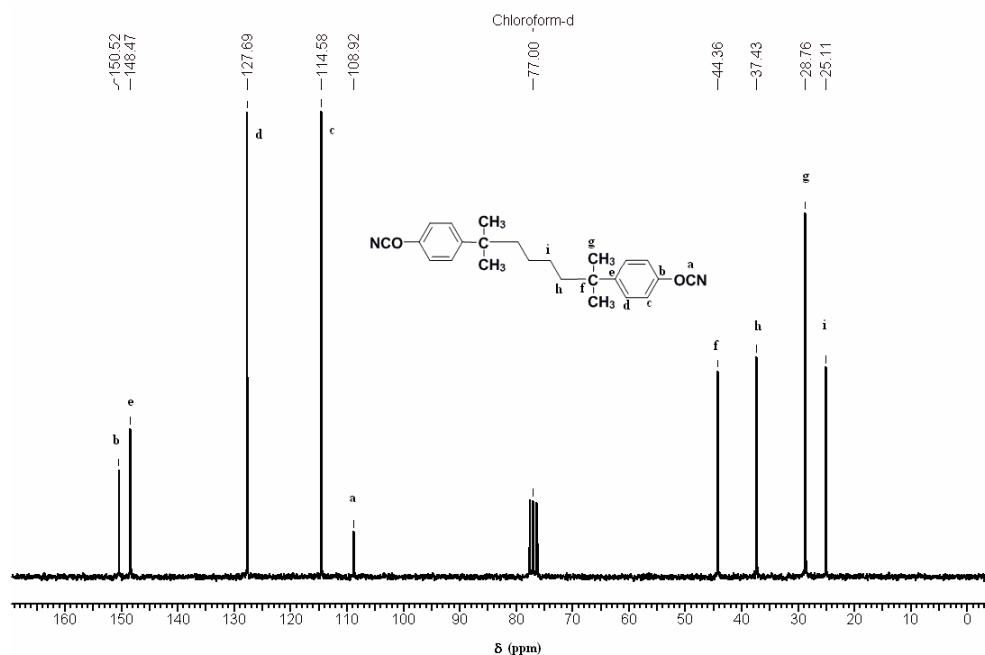 Chloroform-d
150.52
148.47
127.69
114.58
108.92
77.00
44.36
37.43
28.76
25.11
d
c
g
b
e
a
f
h
i
NCO
CH₃
C
CH₃
i
h
g
CH₃
f
C
CH₃
e
d
b
c
a
OCN
160 150 140 130 120 110 100 90 80 70 60 50 40 30 20 10 0
δ (ppm)